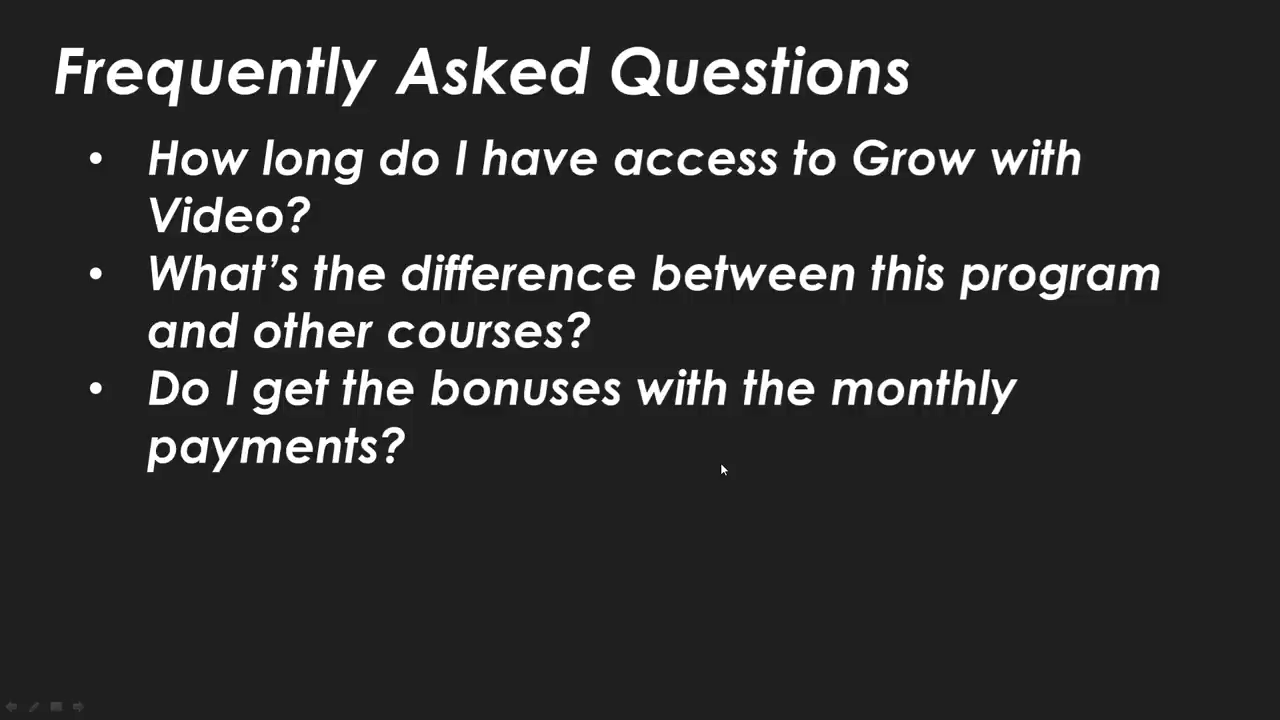 Frequently Asked Questions
• How long do I have access to Grow with
Video?
• What’s the difference between this program
and other courses?
• Do I get the bonuses with the monthly
payments?